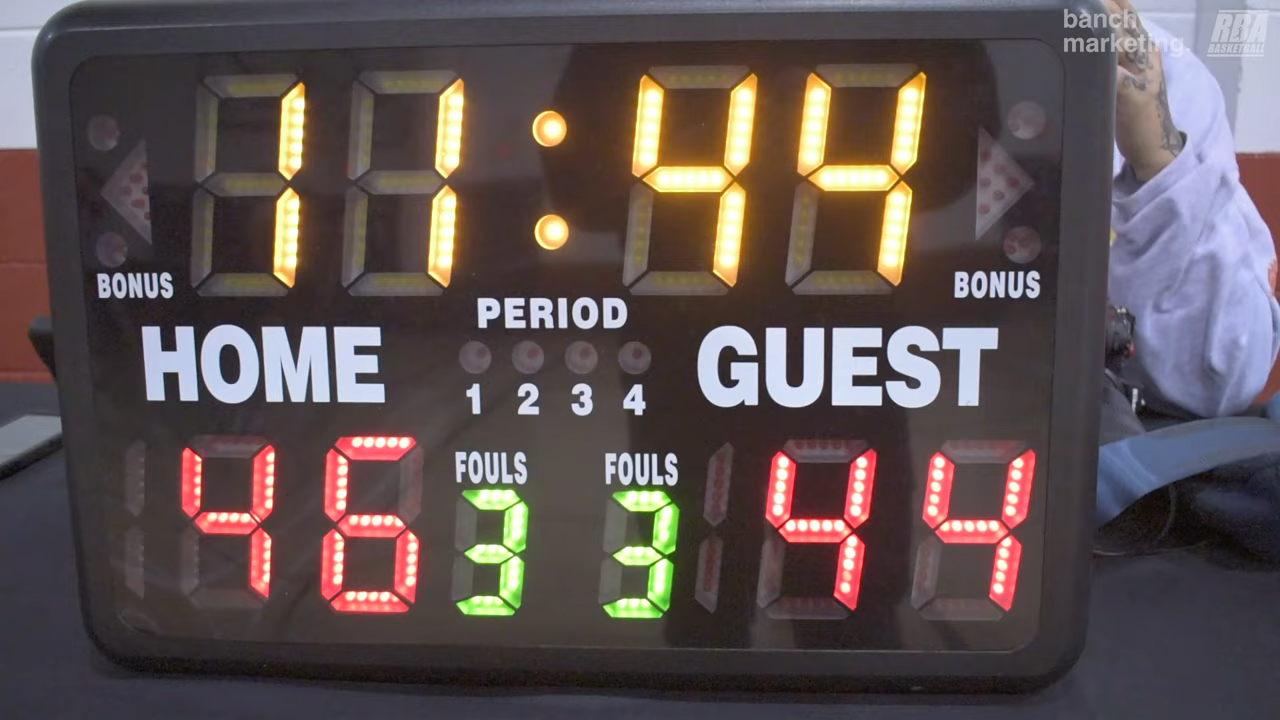 banch
marketing.
RBA
BASKETBALL
11:44
BONUS
BONUS
PERIOD
HOME
GUEST
1 2 3 4
FOULS
FOULS
46
3
3
44